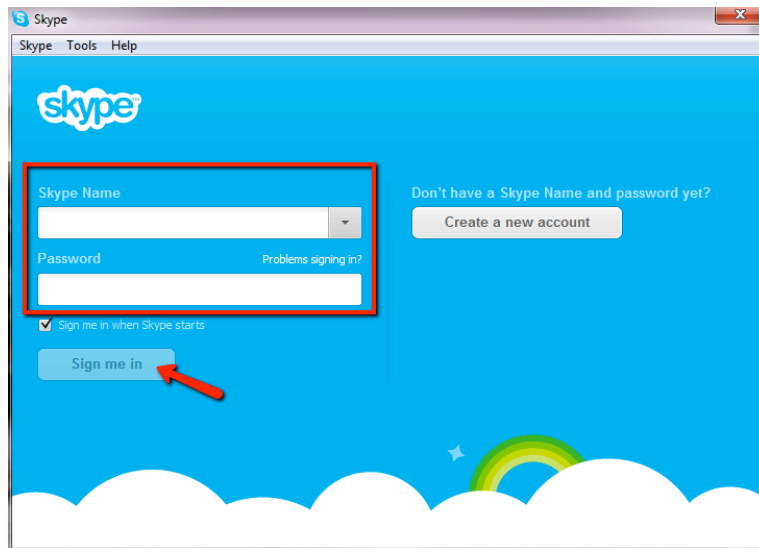 Skype
Skype Tools Help
skype™
Skype Name
Don't have a Skype Name and password yet?
Create a new account
Password Problems signing in?
Sign me in when Skype starts
Sign me in